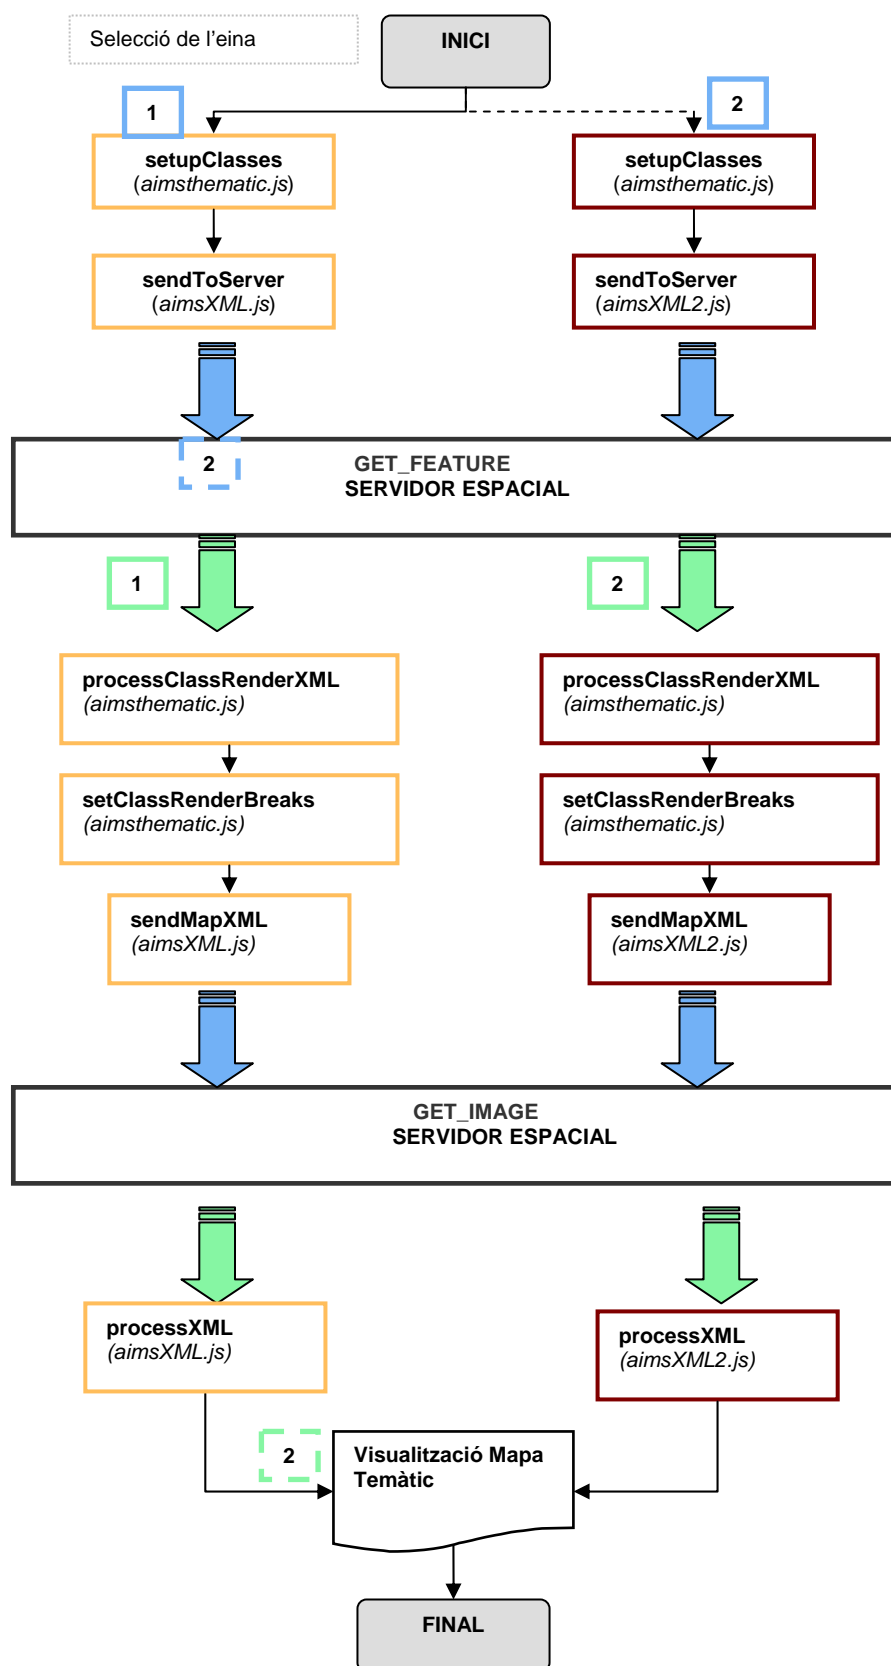 Selecció de l'eina
INICI
1
2
setupClasses
(aimsthematic.js)
setupClasses
(aimsthematic.js)
sendToServer
(aimsXML.js)
sendToServer
(aimsXML2.js)
2
GET_FEATURE
SERVIDOR ESPACIAL
1
2
processClassRenderXML
(aimsthematic.js)
processClassRenderXML
(aimsthematic.js)
setClassRenderBreaks
(aimsthematic.js)
setClassRenderBreaks
(aimsthematic.js)
sendMapXML
(aimsXML.js)
sendMapXML
(aimsXML2.js)
GET_IMAGE
SERVIDOR ESPACIAL
processXML
(aimsXML.js)
processXML
(aimsXML2.js)
2
Visualització Mapa
Temàtic
FINAL